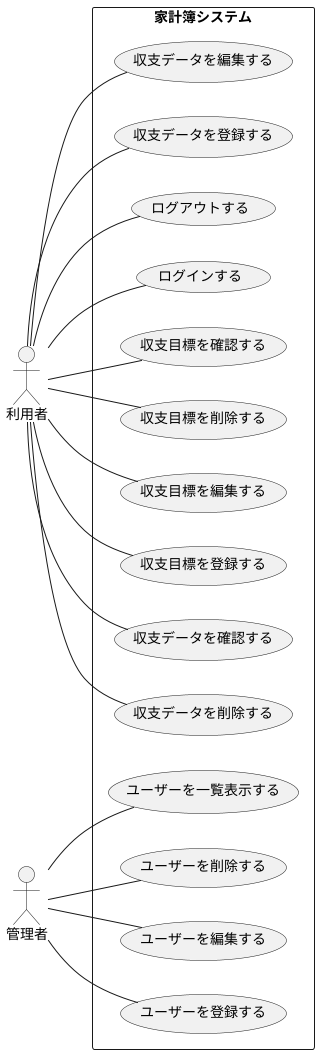 家計簿システム
収支データを編集する
収支データを登録する
ログアウトする
ログインする
収支目標を確認する
利用者
収支目標を削除する
収支目標を編集する
収支目標を登録する
収支データを確認する
収支データを削除する
ユーザーを一覧表示する
ユーザーを削除する
管理者
ユーザーを編集する
ユーザーを登録する